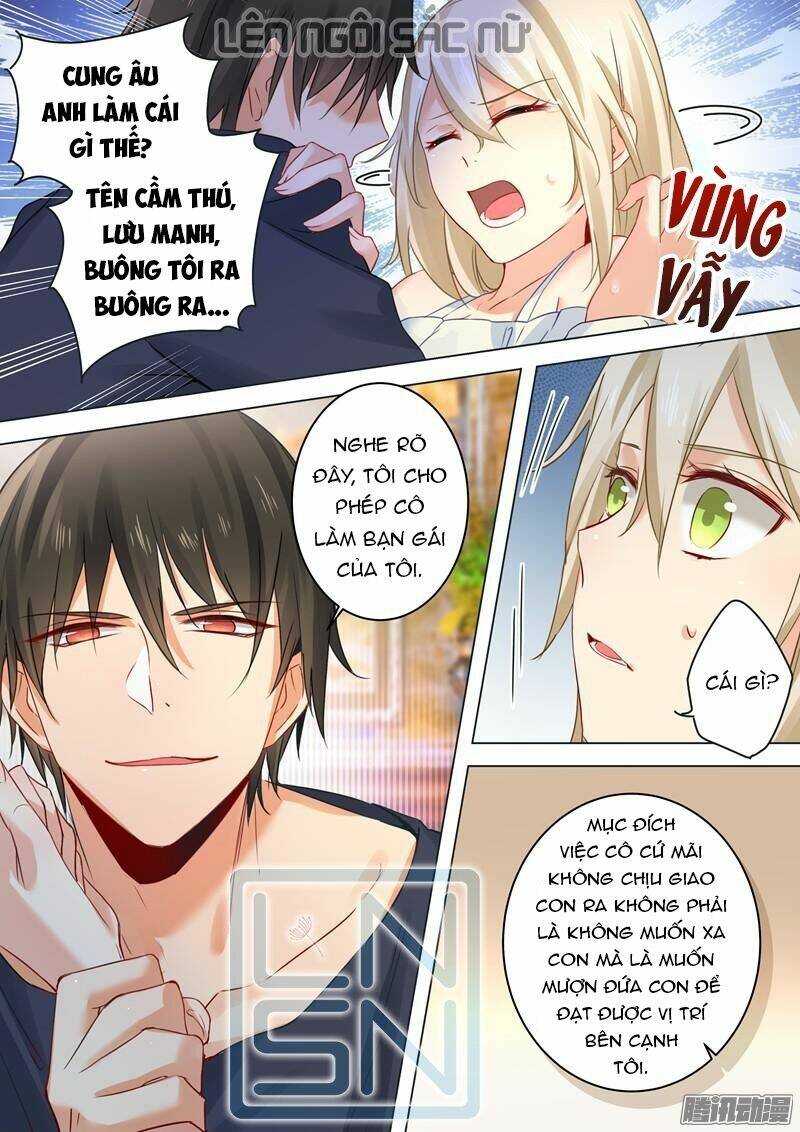 LÊN NGÔI SẮC NỮ
CUNG ÂU
ANH LÀM CÁI
GÌ THẾ?
TÊN CẦM THÚ,
LƯU MANH,
BUÔNG TÔI RA
BUÔNG RA...
VÙNG
VẪY
NGHE RÕ
ĐÂY, TÔI CHO
PHÉP CÔ
LÀM BẠN GÁI
CỦA TÔI.
CÁI GÌ?
MỤC ĐÍCH
VIỆC CÔ CỨ MÃI
KHÔNG CHỊU GIAO
CON RA KHÔNG PHẢI
LÀ KHÔNG MUỐN XA
CON MÀ LÀ MUỐN
MƯỢN ĐỨA CON ĐỂ
ĐẠT ĐƯỢC VỊ TRÍ
BÊN CẠNH
TÔI.
LN
SN
腾讯动漫